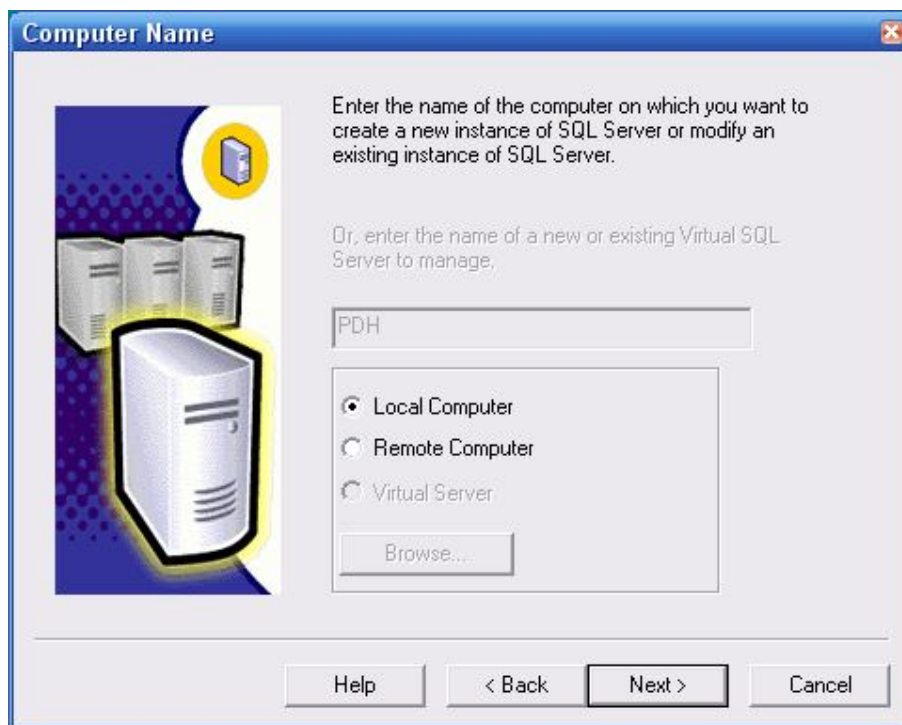 Computer Name
Enter the name of the computer on which you want to
create a new instance of SQL Server or modify an
existing instance of SQL Server.
Or, enter the name of a new or existing Virtual SQL
Server to manage.
PDH
Local Computer
Remote Computer
Virtual Server
Browse...
Help
< Back
Next >
Cancel